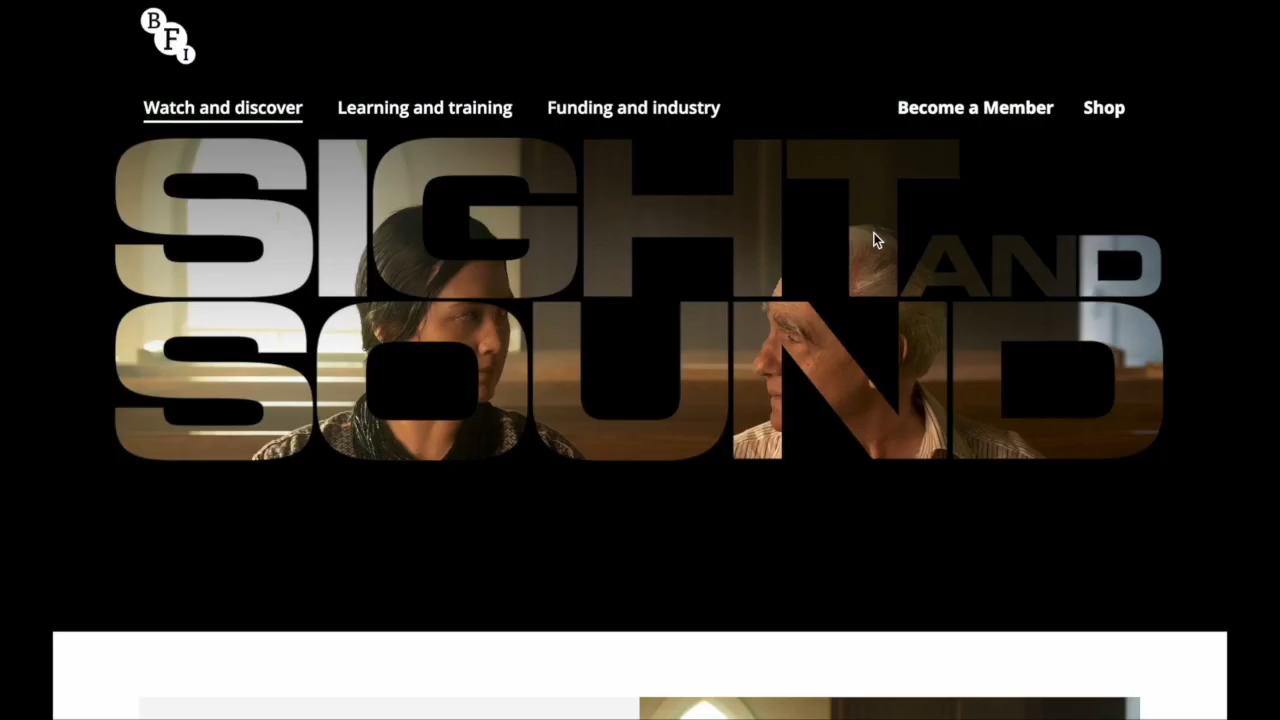 BFI
Watch and discover
Learning and training
Funding and industry
Become a Member
Shop
SIGHT AND
SOUND